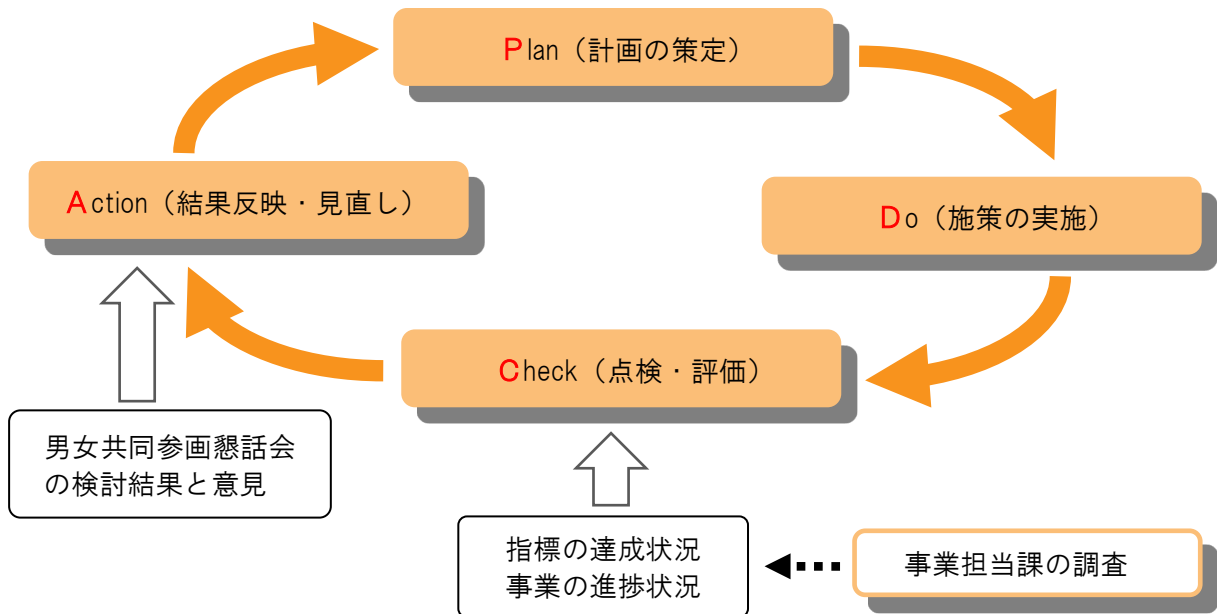 Plan（計画の策定）
Action（結果反映・見直し）
Do（施策の実施）
Check（点検・評価）
男女共同参画懇話会
の検討結果と意見
指標の達成状況
事業の進捗状況
事業担当課の調査